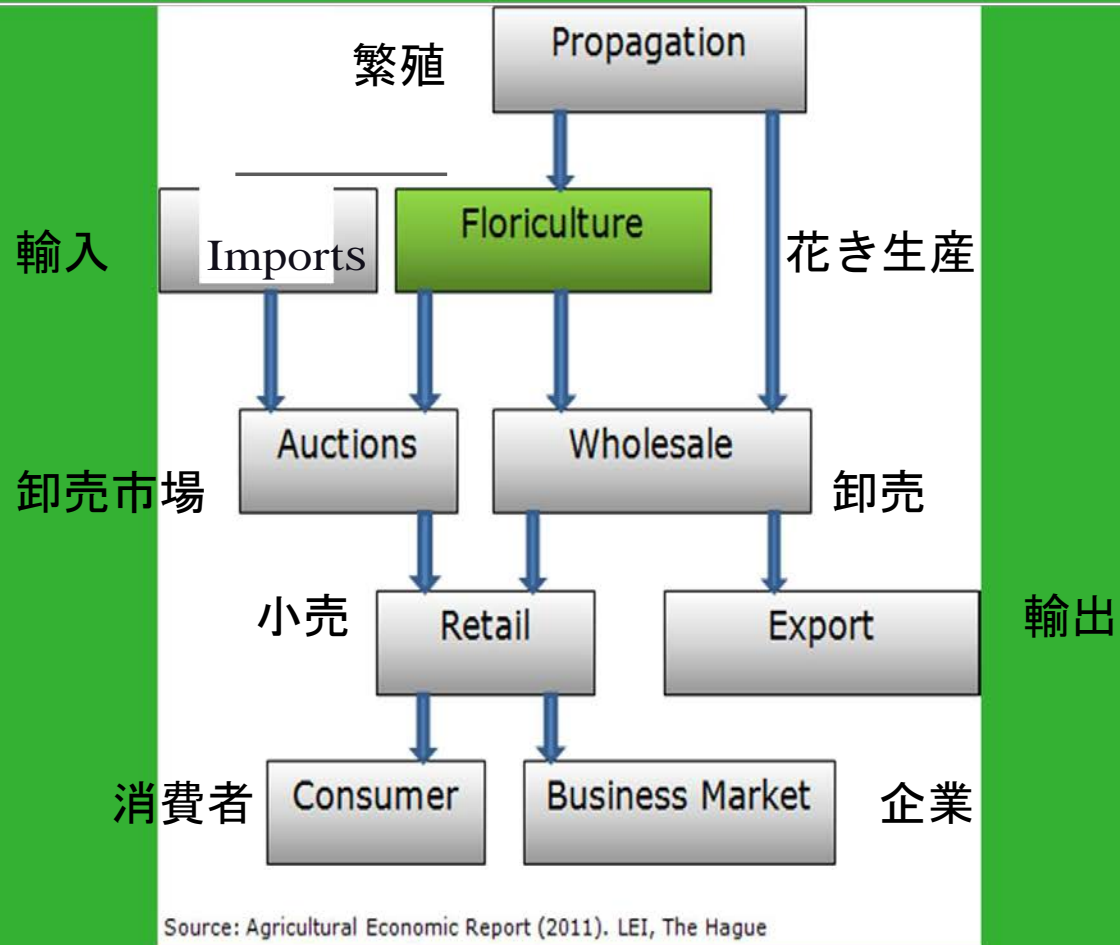 繁殖
Propagation
輸入
Imports
Floriculture
花き生産
卸売市場
Auctions
Wholesale
卸売
小売
Retail
Export
輸出
消費者
Consumer
Business Market
企業
Source: Agricultural Economic Report (2011). LEI, The Hague